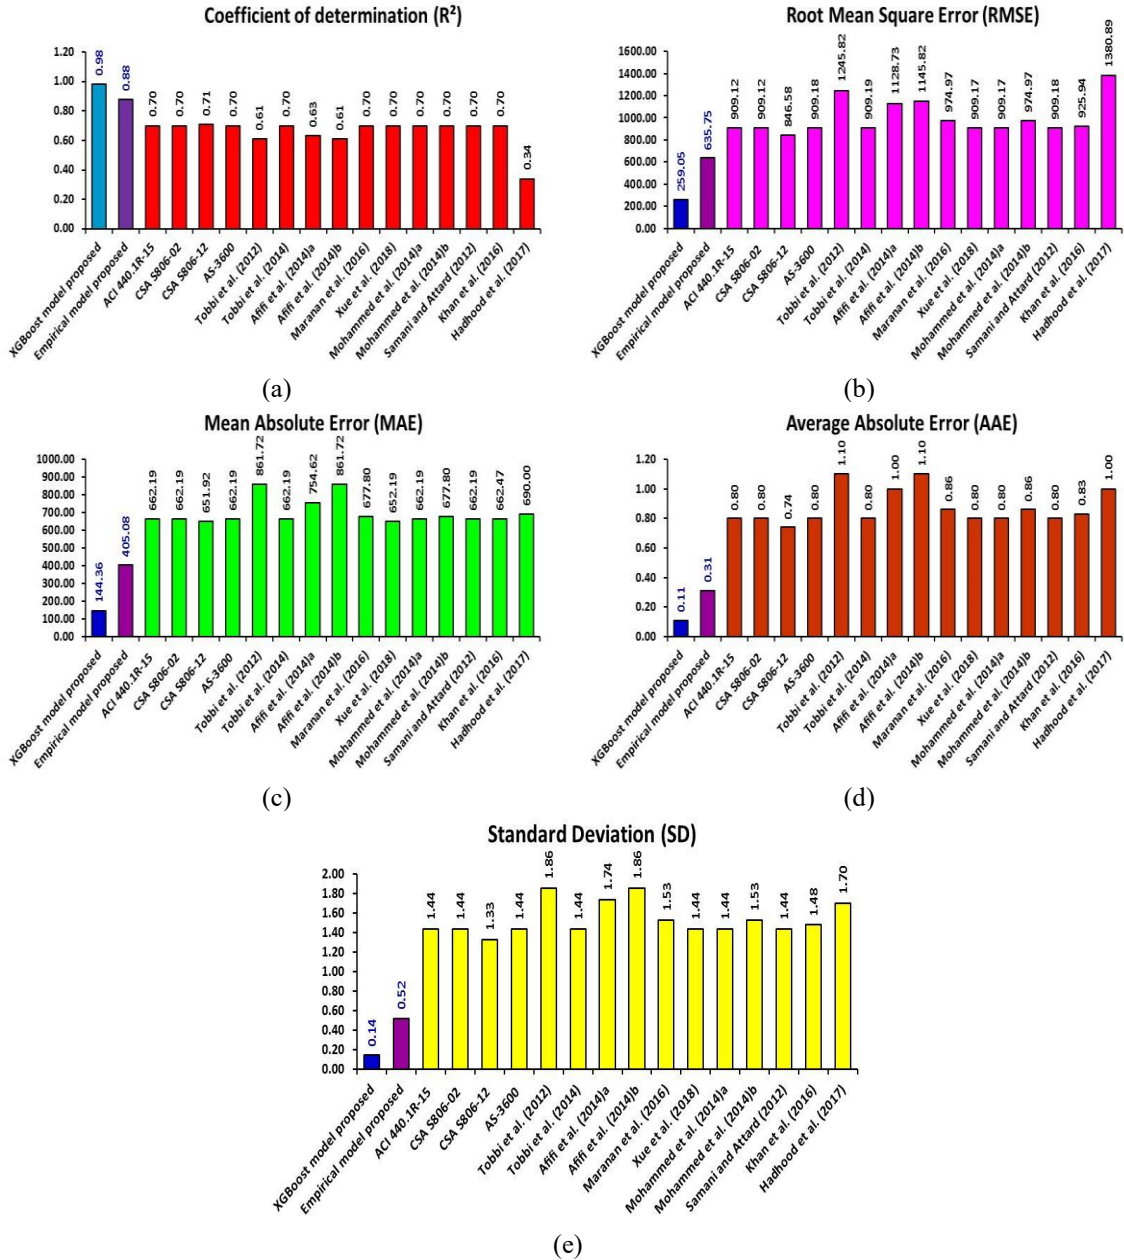 Coefficient of determination (R²)
1.20
1.00
0.80
0.60
0.40
0.20
0.00
0.98
0.88
0.70
0.70
0.71
0.70
0.61
0.70
0.63
0.61
0.70
0.70
0.70
0.70
0.70
0.70
0.34
XGBoost model proposed
Empirical model proposed
ACI 440.1R-15
CSA S806-02
CSA S806-12
AS-3600
Tobbi et al. (2012)
Tobbi et al. (2014)
Afifi et al. (2014)a
Afifi et al. (2014)b
Maranan et al. (2016)
Xue et al. (2018)
Mohammed et al. (2014)a
Mohammed et al. (2014)b
Samani and Attard (2012)
Khan et al. (2016)
Hadhood et al. (2017)
(a)
Root Mean Square Error (RMSE)
1600.00
1400.00
1200.00
1000.00
800.00
600.00
400.00
200.00
0.00
259.05
635.75
909.12
909.12
846.58
909.18
1245.82
909.19
1128.73
1145.82
974.97
909.17
909.17
974.97
909.18
925.94
1380.89
XGBoost model proposed
Empirical model proposed
ACI 440.1R-15
CSA S806-02
CSA S806-12
AS-3600
Tobbi et al. (2012)
Tobbi et al. (2014)
Afifi et al. (2014)a
Afifi et al. (2014)b
Maranan et al. (2016)
Xue et al. (2018)
Mohammed et al. (2014)a
Mohammed et al. (2014)b
Samani and Attard (2012)
Khan et al. (2016)
Hadhood et al. (2017)
(b)
Mean Absolute Error (MAE)
1000.00
900.00
800.00
700.00
600.00
500.00
400.00
300.00
200.00
100.00
0.00
144.36
405.08
662.19
662.19
651.92
662.19
861.72
662.19
754.62
861.72
677.80
652.19
662.19
677.80
662.19
662.47
690.00
XGBoost model proposed
Empirical model proposed
ACI 440.1R-15
CSA S806-02
CSA S806-12
AS-3600
Tobbi et al. (2012)
Tobbi et al. (2014)
Afifi et al. (2014)a
Afifi et al. (2014)b
Maranan et al. (2016)
Xue et al. (2018)
Mohammed et al. (2014)a
Mohammed et al. (2014)b
Samani and Attard (2012)
Khan et al. (2016)
Hadhood et al. (2017)
(c)
Average Absolute Error (AAE)
1.20
1.00
0.80
0.60
0.40
0.20
0.00
0.11
0.31
0.80
0.80
0.74
0.80
1.10
0.80
1.00
1.10
0.86
0.80
0.80
0.86
0.80
0.83
1.00
XGBoost model proposed
Empirical model proposed
ACI 440.1R-15
CSA S806-02
CSA S806-12
AS-3600
Tobbi et al. (2012)
Tobbi et al. (2014)
Afifi et al. (2014)a
Afifi et al. (2014)b
Maranan et al. (2016)
Xue et al. (2018)
Mohammed et al. (2014)a
Mohammed et al. (2014)b
Samani and Attard (2012)
Khan et al. (2016)
Hadhood et al. (2017)
(d)
Standard Deviation (SD)
2.00
1.80
1.60
1.40
1.20
1.00
0.80
0.60
0.40
0.20
0.00
0.14
0.52
1.44
1.44
1.33
1.44
1.86
1.44
1.74
1.86
1.53
1.44
1.44
1.53
1.44
1.48
1.70
XGBoost model proposed
Empirical model proposed
ACI 440.1R-15
CSA S806-02
CSA S806-12
AS-3600
Tobbi et al. (2012)
Tobbi et al. (2014)
Afifi et al. (2014)a
Afifi et al. (2014)b
Maranan et al. (2016)
Xue et al. (2018)
Mohammed et al. (2014)a
Mohammed et al. (2014)b
Samani and Attard (2012)
Khan et al. (2016)
Hadhood et al. (2017)
(e)